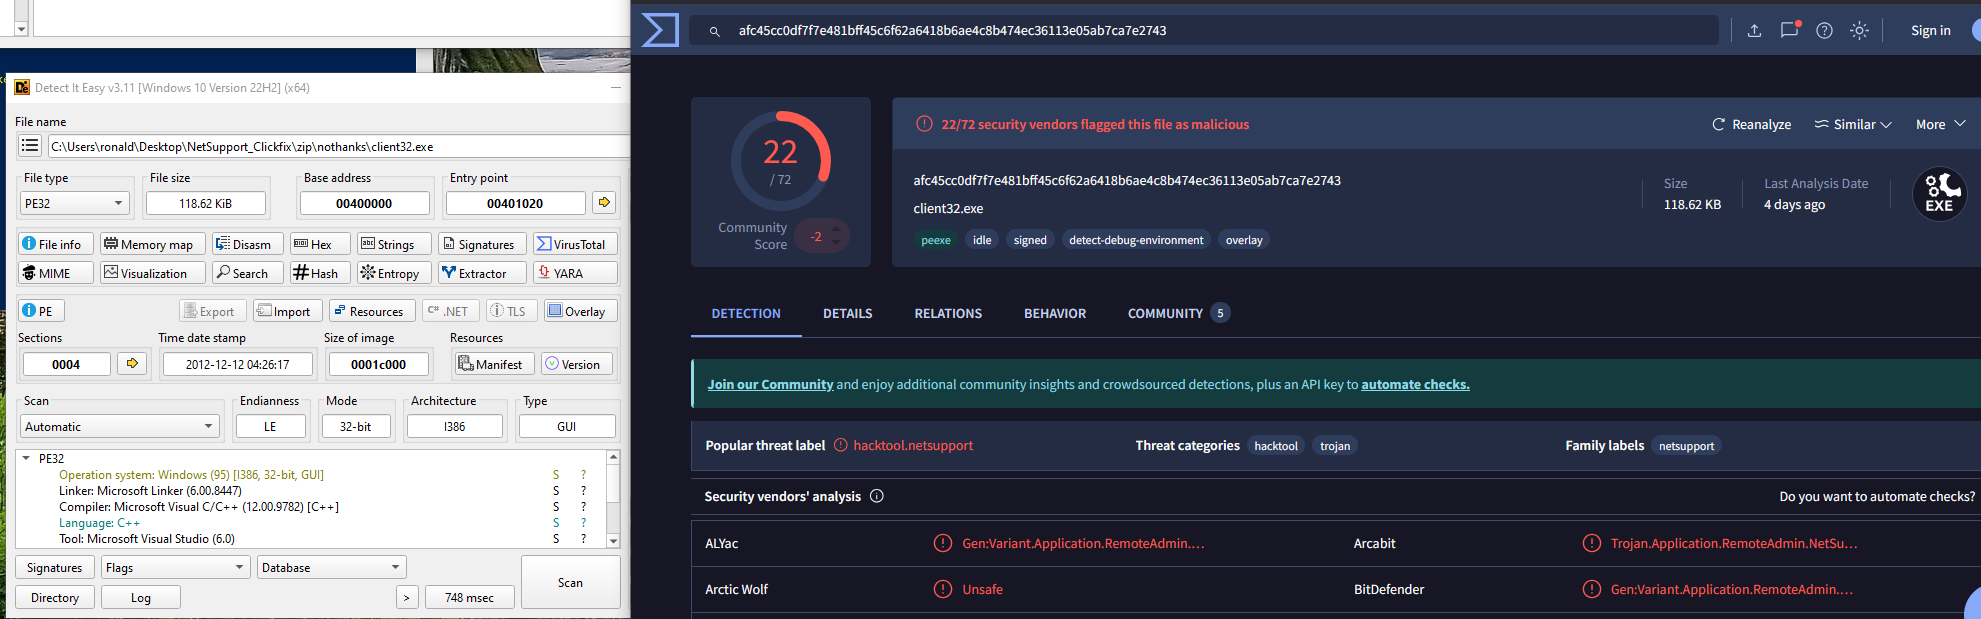 Detect It Easy v3.11 [Windows 10 Version 22H2] (x64)
File name
C:\Users\ronald\Desktop\NetSupport_Clickfix\zip\nothanks\client32.exe
File type
File size
Base address
Entry point
PE32
118.62 KiB
00400000
00401020
File info
Memory map
Disasm
Hex
Strings
Signatures
VirusTotal
MIME
Visualization
Search
Hash
Entropy
Extractor
YARA
PE
Export
Import
Resources
.NET
TLS
Overlay
Sections
Time date stamp
Size of image
Resources
0004
2012-12-12 04:26:17
0001c000
Manifest
Version
Scan
Endianness
Mode
Architecture
Type
Automatic
LE
32-bit
I386
GUI
PE32
Operation system: Windows (95) [I386, 32-bit, GUI] S ?
Linker: Microsoft Linker (6.00.8447) S ?
Compiler: Microsoft Visual C/C++ (12.00.9782) [C++] S ?
Language: C++ S ?
Tool: Microsoft Visual Studio (6.0) S ?
Signatures
Flags
Database
Scan
Directory
Log
>
748 msec
afc45cc0df7f7e481bff45c6f62a6418b6ae4c8b474ec36113e05ab7ca7e2743
Sign in
22
/ 72
Community
Score
-2
22/72 security vendors flagged this file as malicious
Reanalyze
Similar
More
afc45cc0df7f7e481bff45c6f62a6418b6ae4c8b474ec36113e05ab7ca7e2743
client32.exe
peexe
idle
signed
detect-debug-environment
overlay
Size
118.62 KB
Last Analysis Date
4 days ago
EXE
DETECTION
DETAILS
RELATIONS
BEHAVIOR
COMMUNITY 5
Join our Community and enjoy additional community insights and crowdsourced detections, plus an API key to automate checks.
Popular threat label hacktool.netsupport
Threat categories hacktool trojan
Family labels netsupport
Security vendors' analysis
Do you want to automate checks?
ALYac Gen:Variant.Application.RemoteAdmin.…
Arcabit Trojan.Application.RemoteAdmin.NetSu…
Arctic Wolf Unsafe
BitDefender Gen:Variant.Application.RemoteAdmin.…